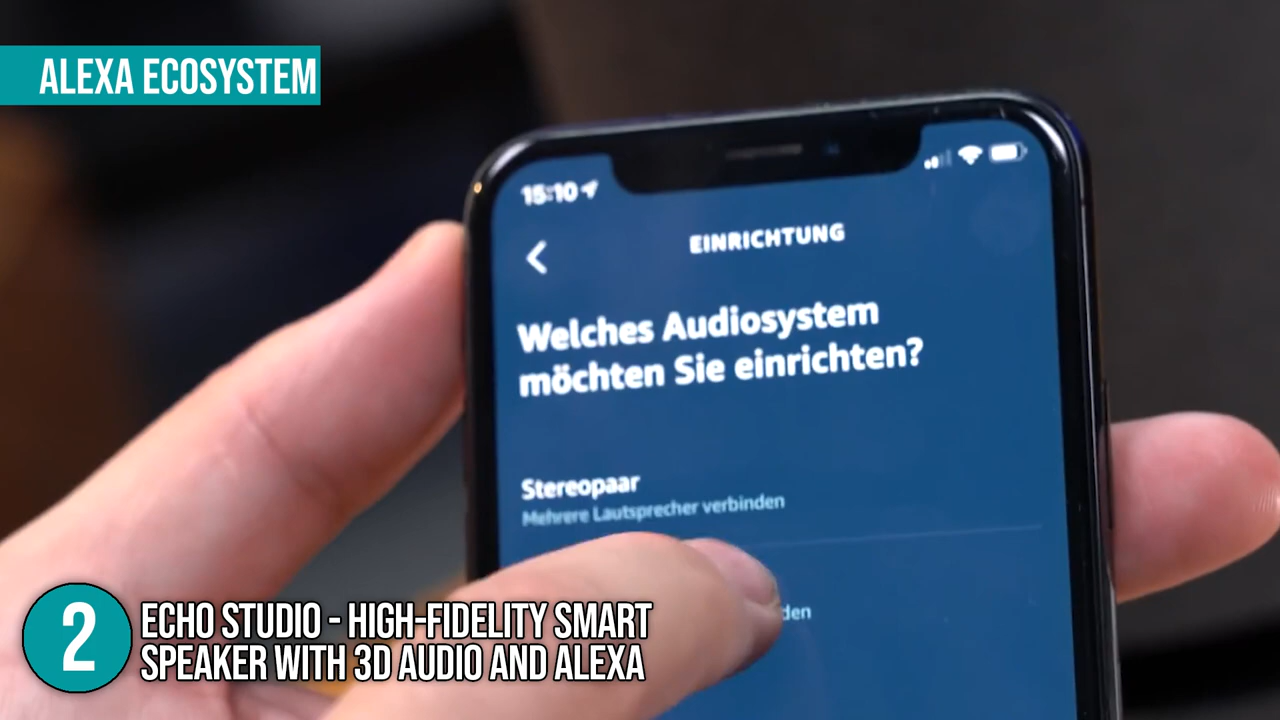 ALEXA ECOSYSTEM
15:10
EINRICHTUNG
Welches Audiosystem
möchten Sie einrichten?
Stereopaar
Mehrere Lautsprecher verbinden
2
ECHO STUDIO - HIGH-FIDELITY SMART
SPEAKER WITH 3D AUDIO AND ALEXA